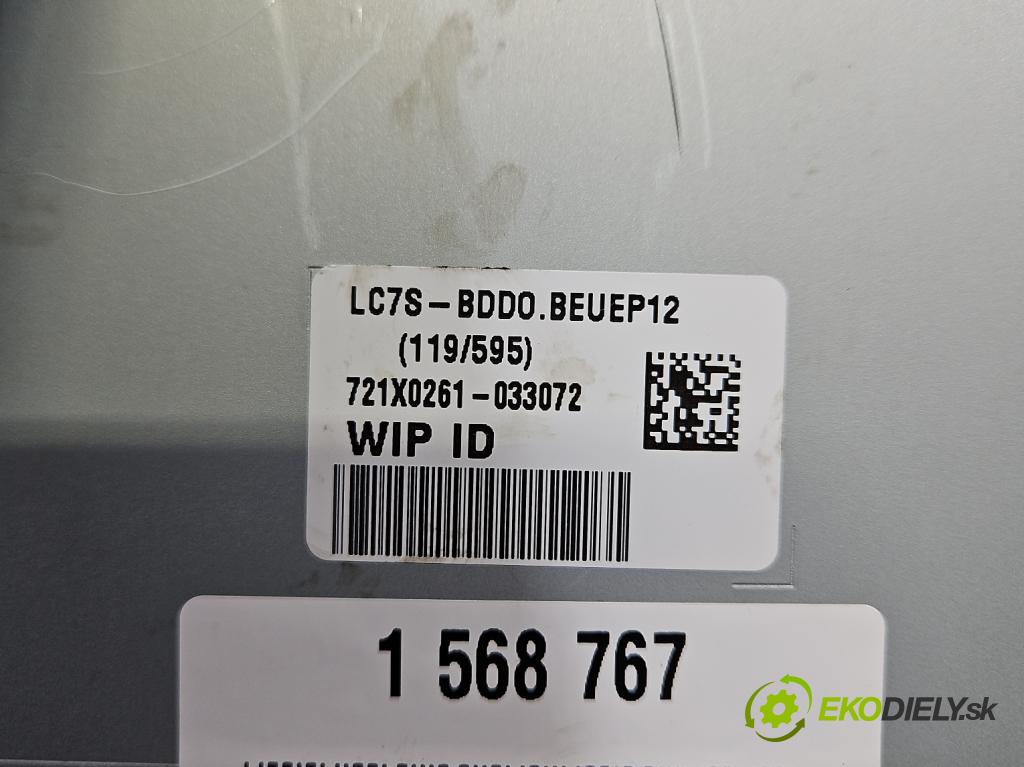 LC7S-BDDO.BEUEP12
(119/595)
721X0261-033072
WIP ID
1 568 767
EKODIELY.sk